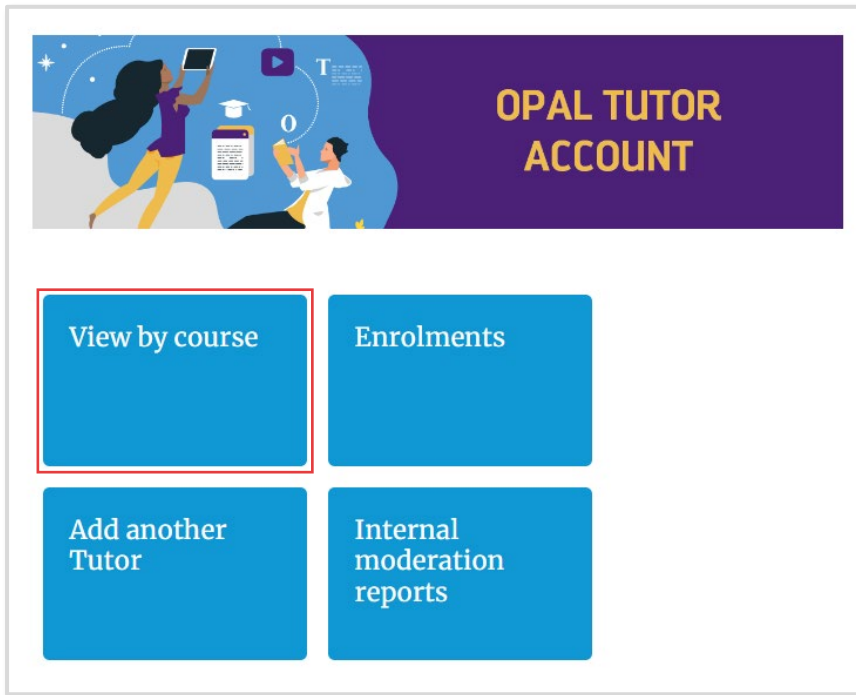 T
O
OPAL TUTOR
ACCOUNT
View by course
Enrolments
Add another
Tutor
Internal
moderation
reports